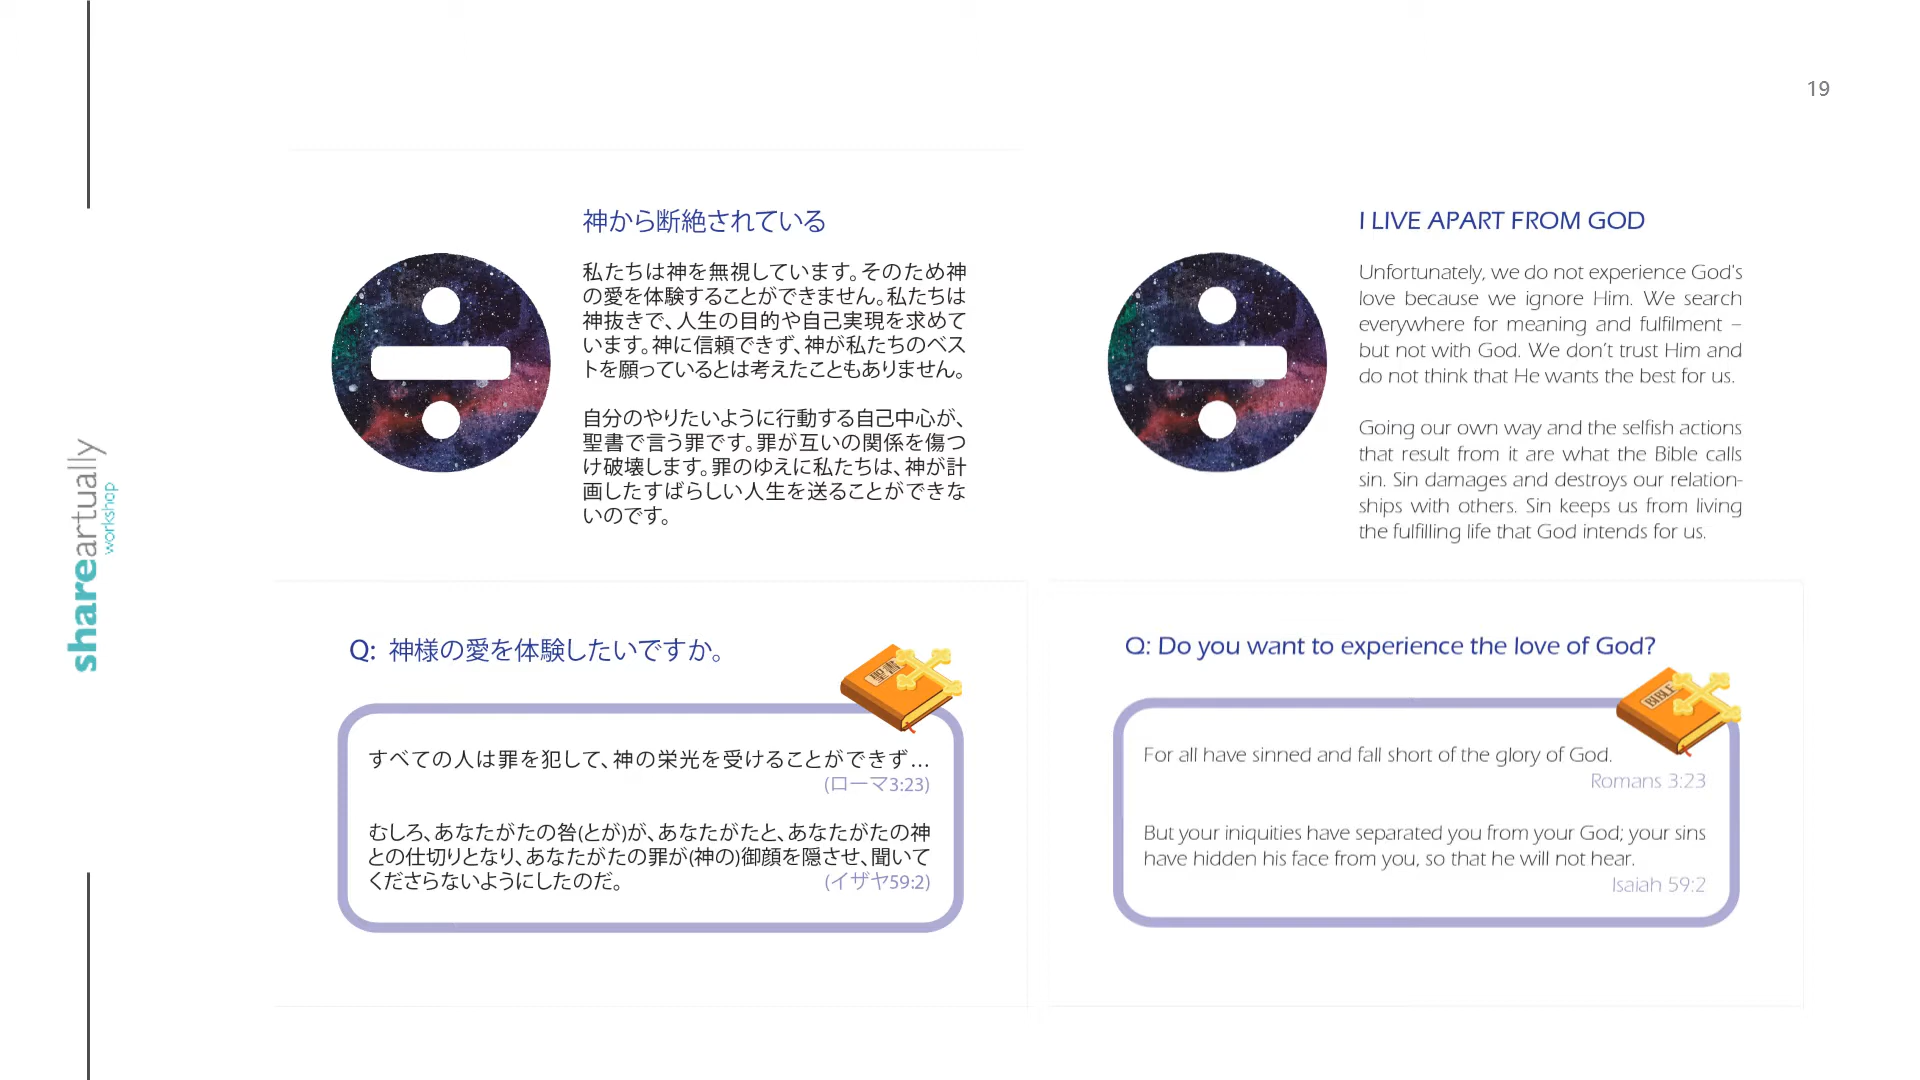 19
神から断絶されている
私たちは神を無視しています。そのため神
の愛を体験することができません。私たちは
神抜きで、人生の目的や自己実現を求めて
います。神に信頼できず、神が私たちのベス
トを願っているとは考えたこともありません。
自分のやりたいように行動する自己中心が、
聖書で言う罪です。罪が互いの関係を傷つ
け破壊します。罪のゆえに私たちは、神が計
画したすばらしい人生を送ることができな
いのです。
I LIVE APART FROM GOD
Unfortunately, we do not experience God's
love because we ignore Him. We search
everywhere for meaning and fulfilment –
but not with God. We don't trust Him and
do not think that He wants the best for us.
Going our own way and the selfish actions
that result from it are what the Bible calls
sin. Sin damages and destroys our relation-
ships with others. Sin keeps us from living
the fulfilling life that God intends for us.
shareartually
workshop
Q: 神様の愛を体験したいですか。
すべての人は罪を犯して、神の栄光を受けることができず…
(ローマ3:23)
むしろ、あなたがたの咎(とが)が、あなたがたと、あなたがたの神
との仕切りとなり、あなたがたの罪が(神の)御顔を隠させ、聞いて
くださらないようにしたのだ。 (イザヤ59:2)
Q: Do you want to experience the love of God?
BIBLE
For all have sinned and fall short of the glory of God.
Romans 3:23
But your iniquities have separated you from your God; your sins
have hidden his face from you, so that he will not hear.
Isaiah 59:2